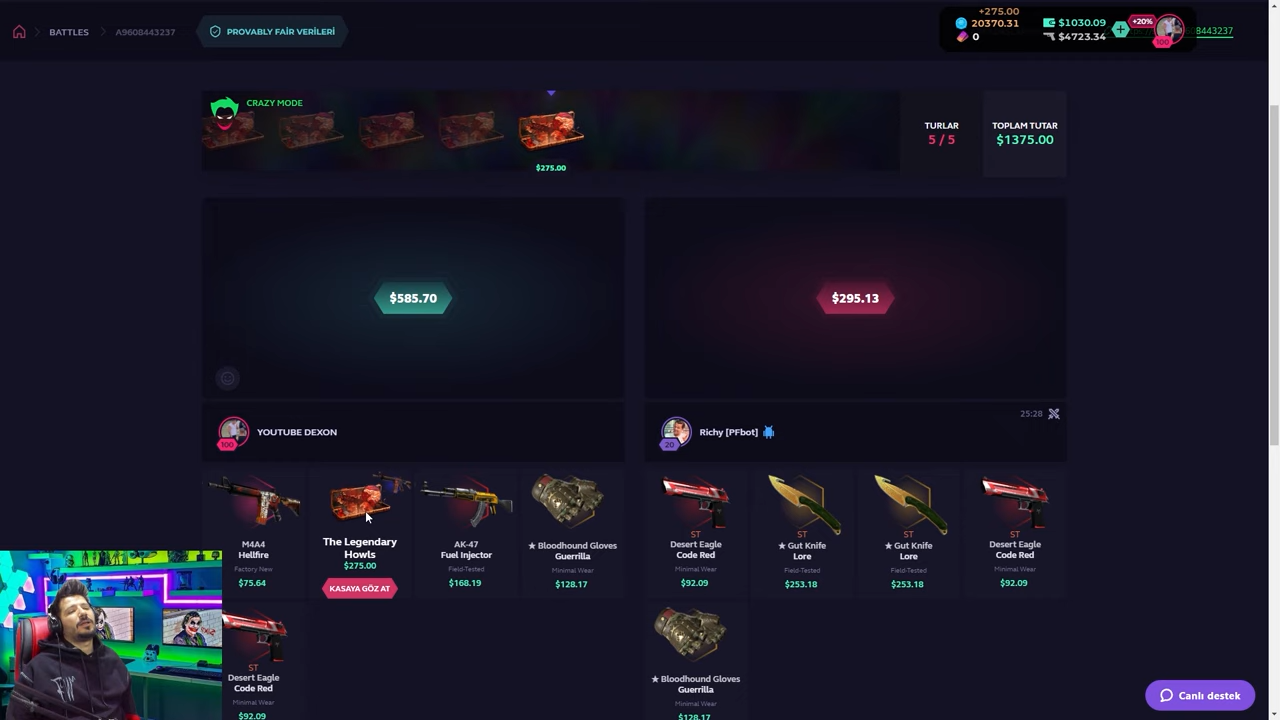 BATTLES
A9608443237
PROVABLY FAİR VERİLERİ
+275.00
20370.31
0
$1030.09
$4723.34
+20%
100
08443237
CRAZY MODE
$275.00
TURLAR
5 / 5
TOPLAM TUTAR
$1375.00
$585.70
$295.13
100
YOUTUBE DEXON
20
Richy [PFbot]
25:28
M4A4
Hellfire
Factory New
$75.64
The Legendary
Howls
$275.00
KASAYA GÖZ AT
AK-47
Fuel Injector
Field-Tested
$168.19
★ Bloodhound Gloves
Guerrilla
Minimal Wear
$128.17
ST
Desert Eagle
Code Red
Minimal Wear
$92.09
ST
★ Gut Knife
Lore
Field-Tested
$253.18
ST
★ Gut Knife
Lore
Field-Tested
$253.18
ST
Desert Eagle
Code Red
Minimal Wear
$92.09
ST
Desert Eagle
Code Red
Minimal Wear
$92.09
★ Bloodhound Gloves
Guerrilla
Minimal Wear
$128.17
Canlı destek